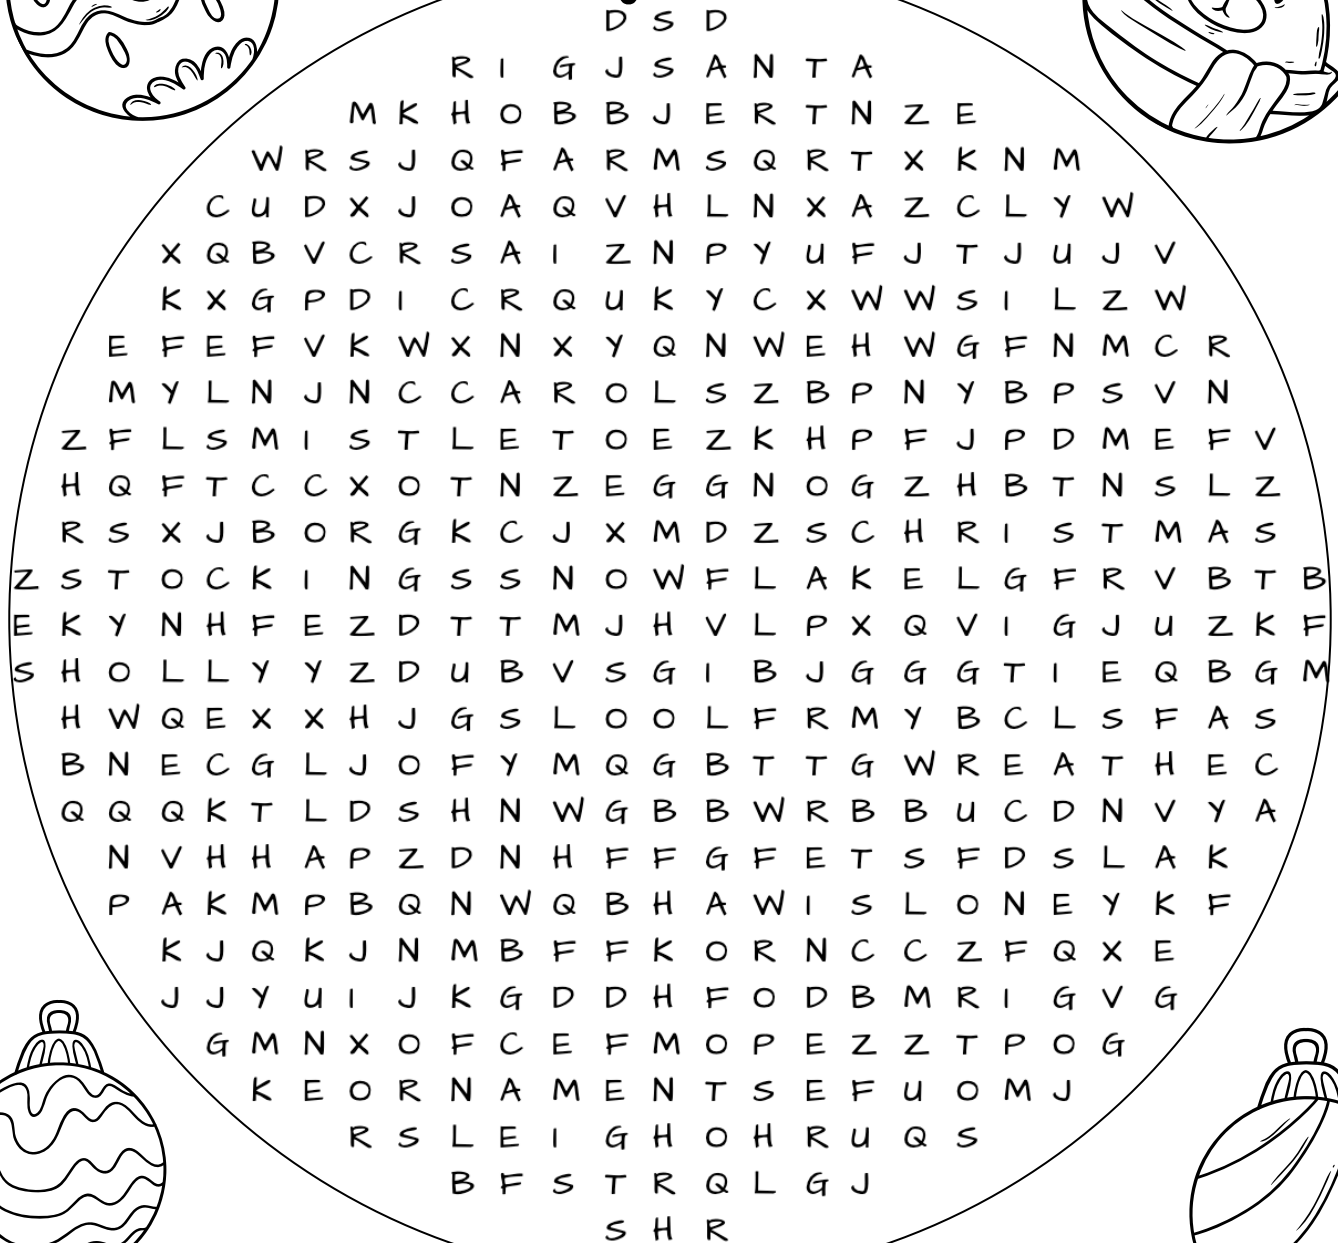 D S D
R I G J S A N T A
M K H O B B J E R T N Z E
W R S J Q F A R M S Q R T X K N M
C U D X J O A Q V H L N X A Z C L Y W
X Q B V C R S A I Z N P Y U F J T J U J V
K X G P D I C R Q U K Y C X W W S I L Z W
E F E F V K W X N X Y Q N W E H W G F N M C R
M Y L N J N C C A R O L S Z B P N Y B P S V N
Z F L S M I S T L E T O E Z K H P F J P D M E F V
H Q F T C C X O T N Z E G G N O G Z H B T N S L Z
R S X J B O R G K C J X M D Z S C H R I S T M A S
Z S T O C K I N G S S N O W F L A K E L G F R V B T B
E K Y N H F E Z D T T M J H V L P X Q V I G J U Z K F
S H O L L Y Y Z D U B V S G I B J G G G T I E Q B G M
H W Q E X X H J G S L O O L F R M Y B C L S F A S
B N E C G L J O F Y M Q G B T T G W R E A T H E C
Q Q Q K T L D S H N W G B B W R B B U C D N V Y A
N V H H A P Z D N H F F G F E T S F D S L A K
P A K M P B Q N W Q B H A W I S L O N E Y K F
K J Q K J N M B F F K O R N C C Z F Q X E
J J Y U I J K G D D H F O D B M R I G V G
G M N X O F C E F M O P E Z Z T P O G
K E O R N A M E N T S E F U O M J
R S L E I G H O H R U Q S
B F S T R Q L G J
S H R